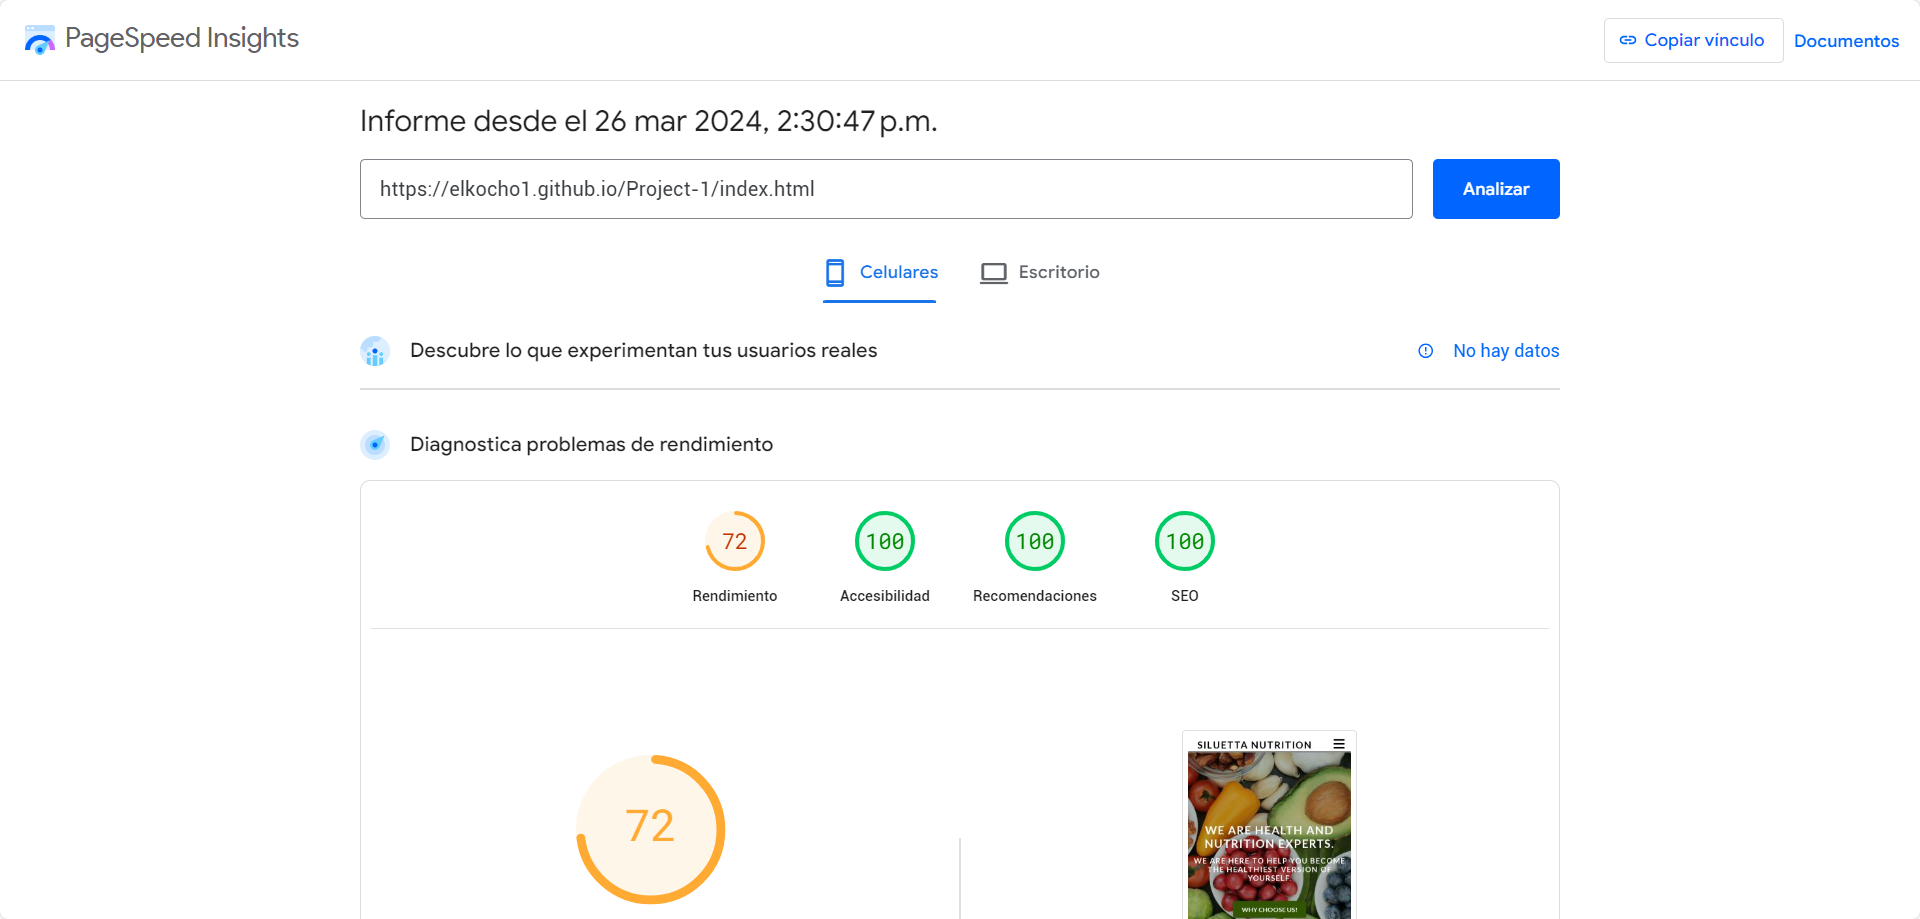 PageSpeed Insights
Copiar vínculo
Documentos
Informe desde el 26 mar 2024, 2:30:47 p.m.
https://elkocho1.github.io/Project-1/index.html
Analizar
Celulares
Escritorio
Descubre lo que experimentan tus usuarios reales
No hay datos
Diagnostica problemas de rendimiento
72
100
100
100
Rendimiento
Accesibilidad
Recomendaciones
SEO
72
SILUETTA NUTRITION
WE ARE HEALTH AND
NUTRITION EXPERTS.
WE ARE HERE TO HELP YOU BECOME
THE HEALTHIEST VERSION OF
YOURSELF.
WHY CHOOSE US!